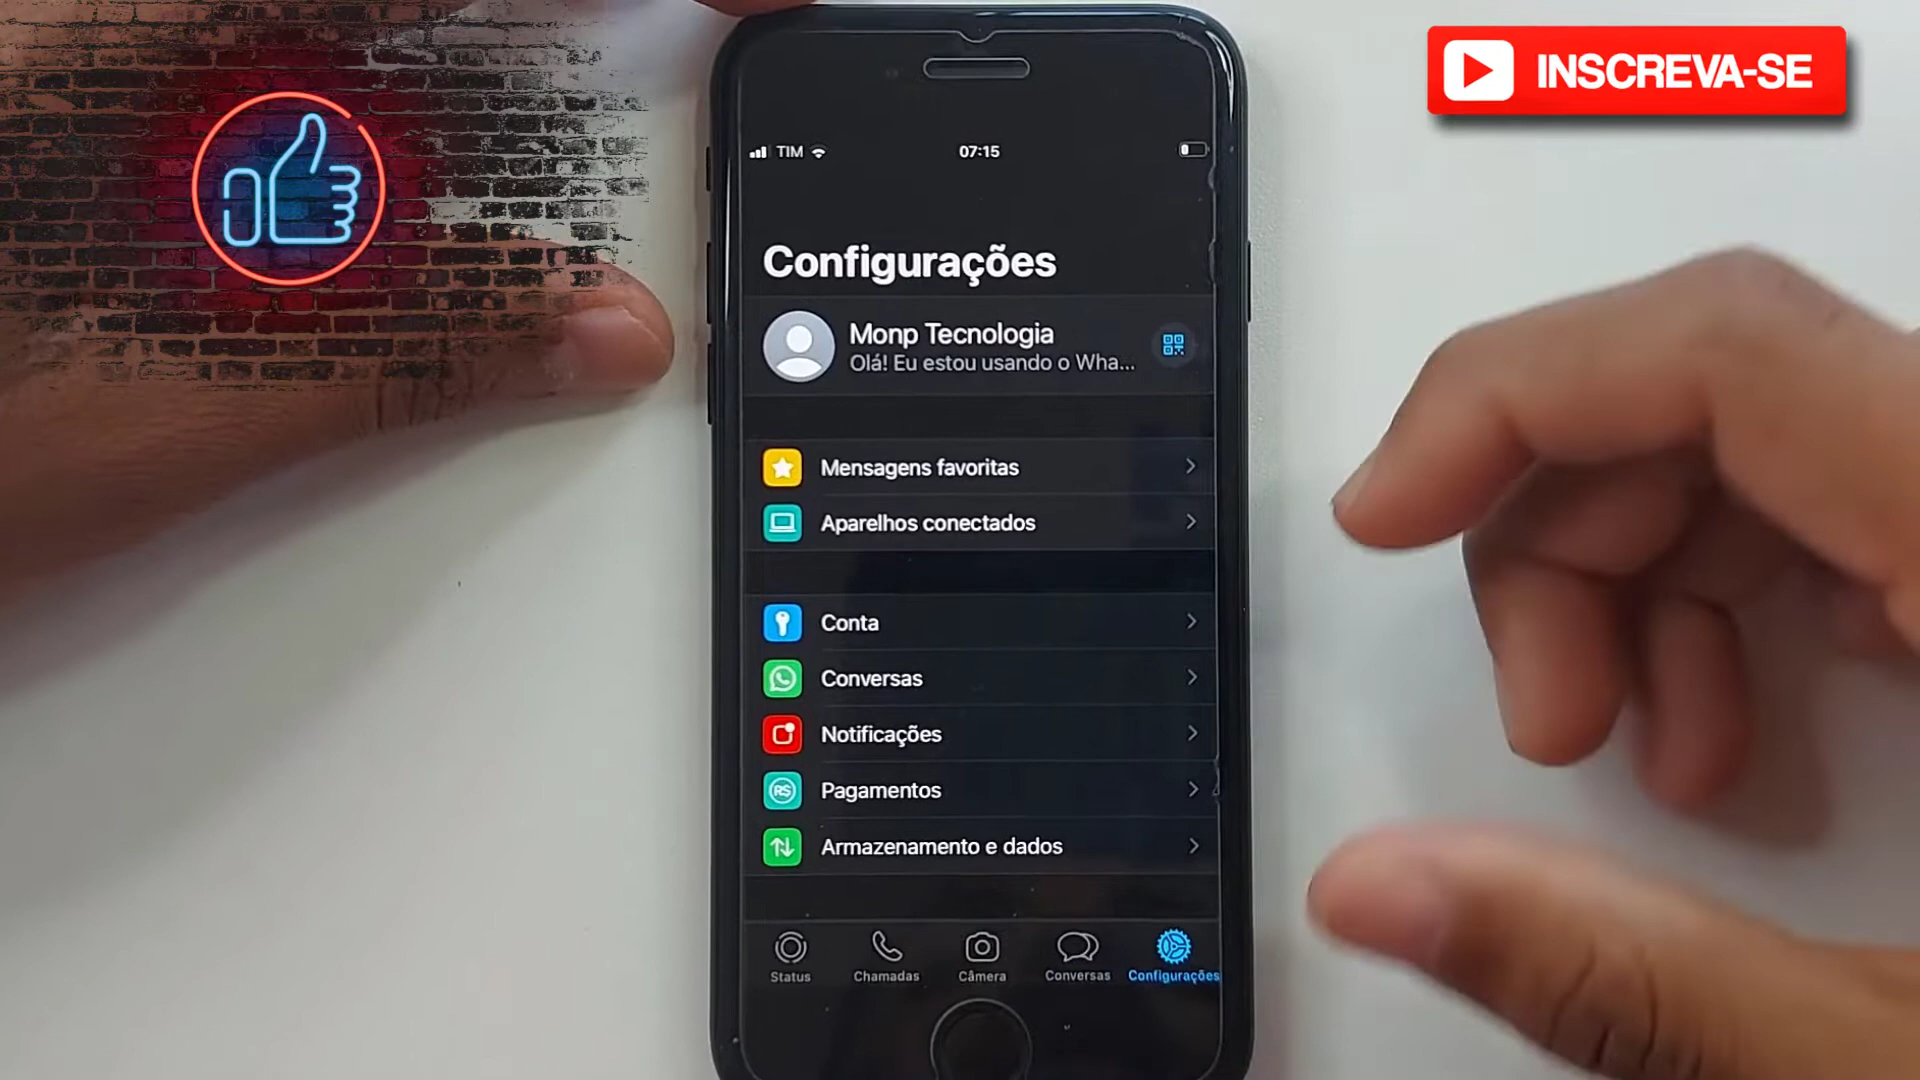 INSCREVA-SE
TIM
07:15
Configurações
Monp Tecnologia
Olá! Eu estou usando o Wha...
Mensagens favoritas
Aparelhos conectados
Conta
Conversas
Notificações
R$
Pagamentos
Armazenamento e dados
Status
Chamadas
Câmera
Conversas
Configurações